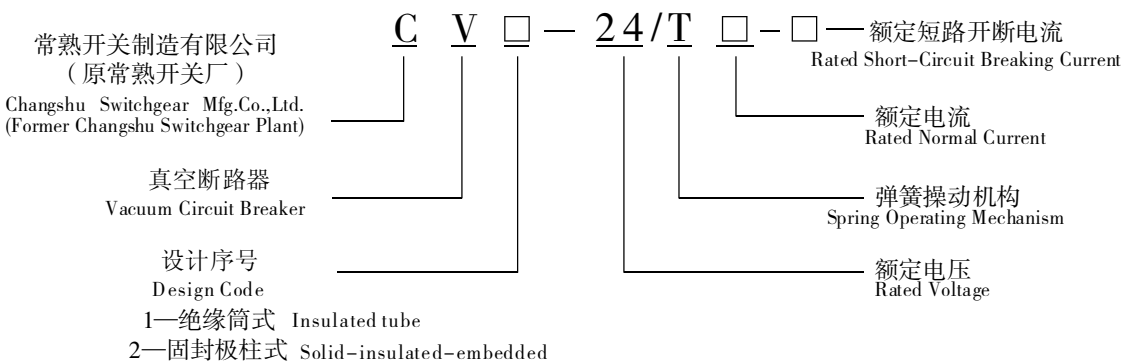 C V □ — 24/T □ - □
额定短路开断电流
Rated Short-Circuit Breaking Current
常熟开关制造有限公司
（原常熟开关厂）
Changshu Switchgear Mfg.Co.,Ltd.
(Former Changshu Switchgear Plant)
额定电流
Rated Normal Current
真空断路器
Vacuum Circuit Breaker
弹簧操动机构
Spring Operating Mechanism
设计序号
Design Code
1—绝缘筒式 Insulated tube
2—固封极柱式 Solid-insulated-embedded
额定电压
Rated Voltage